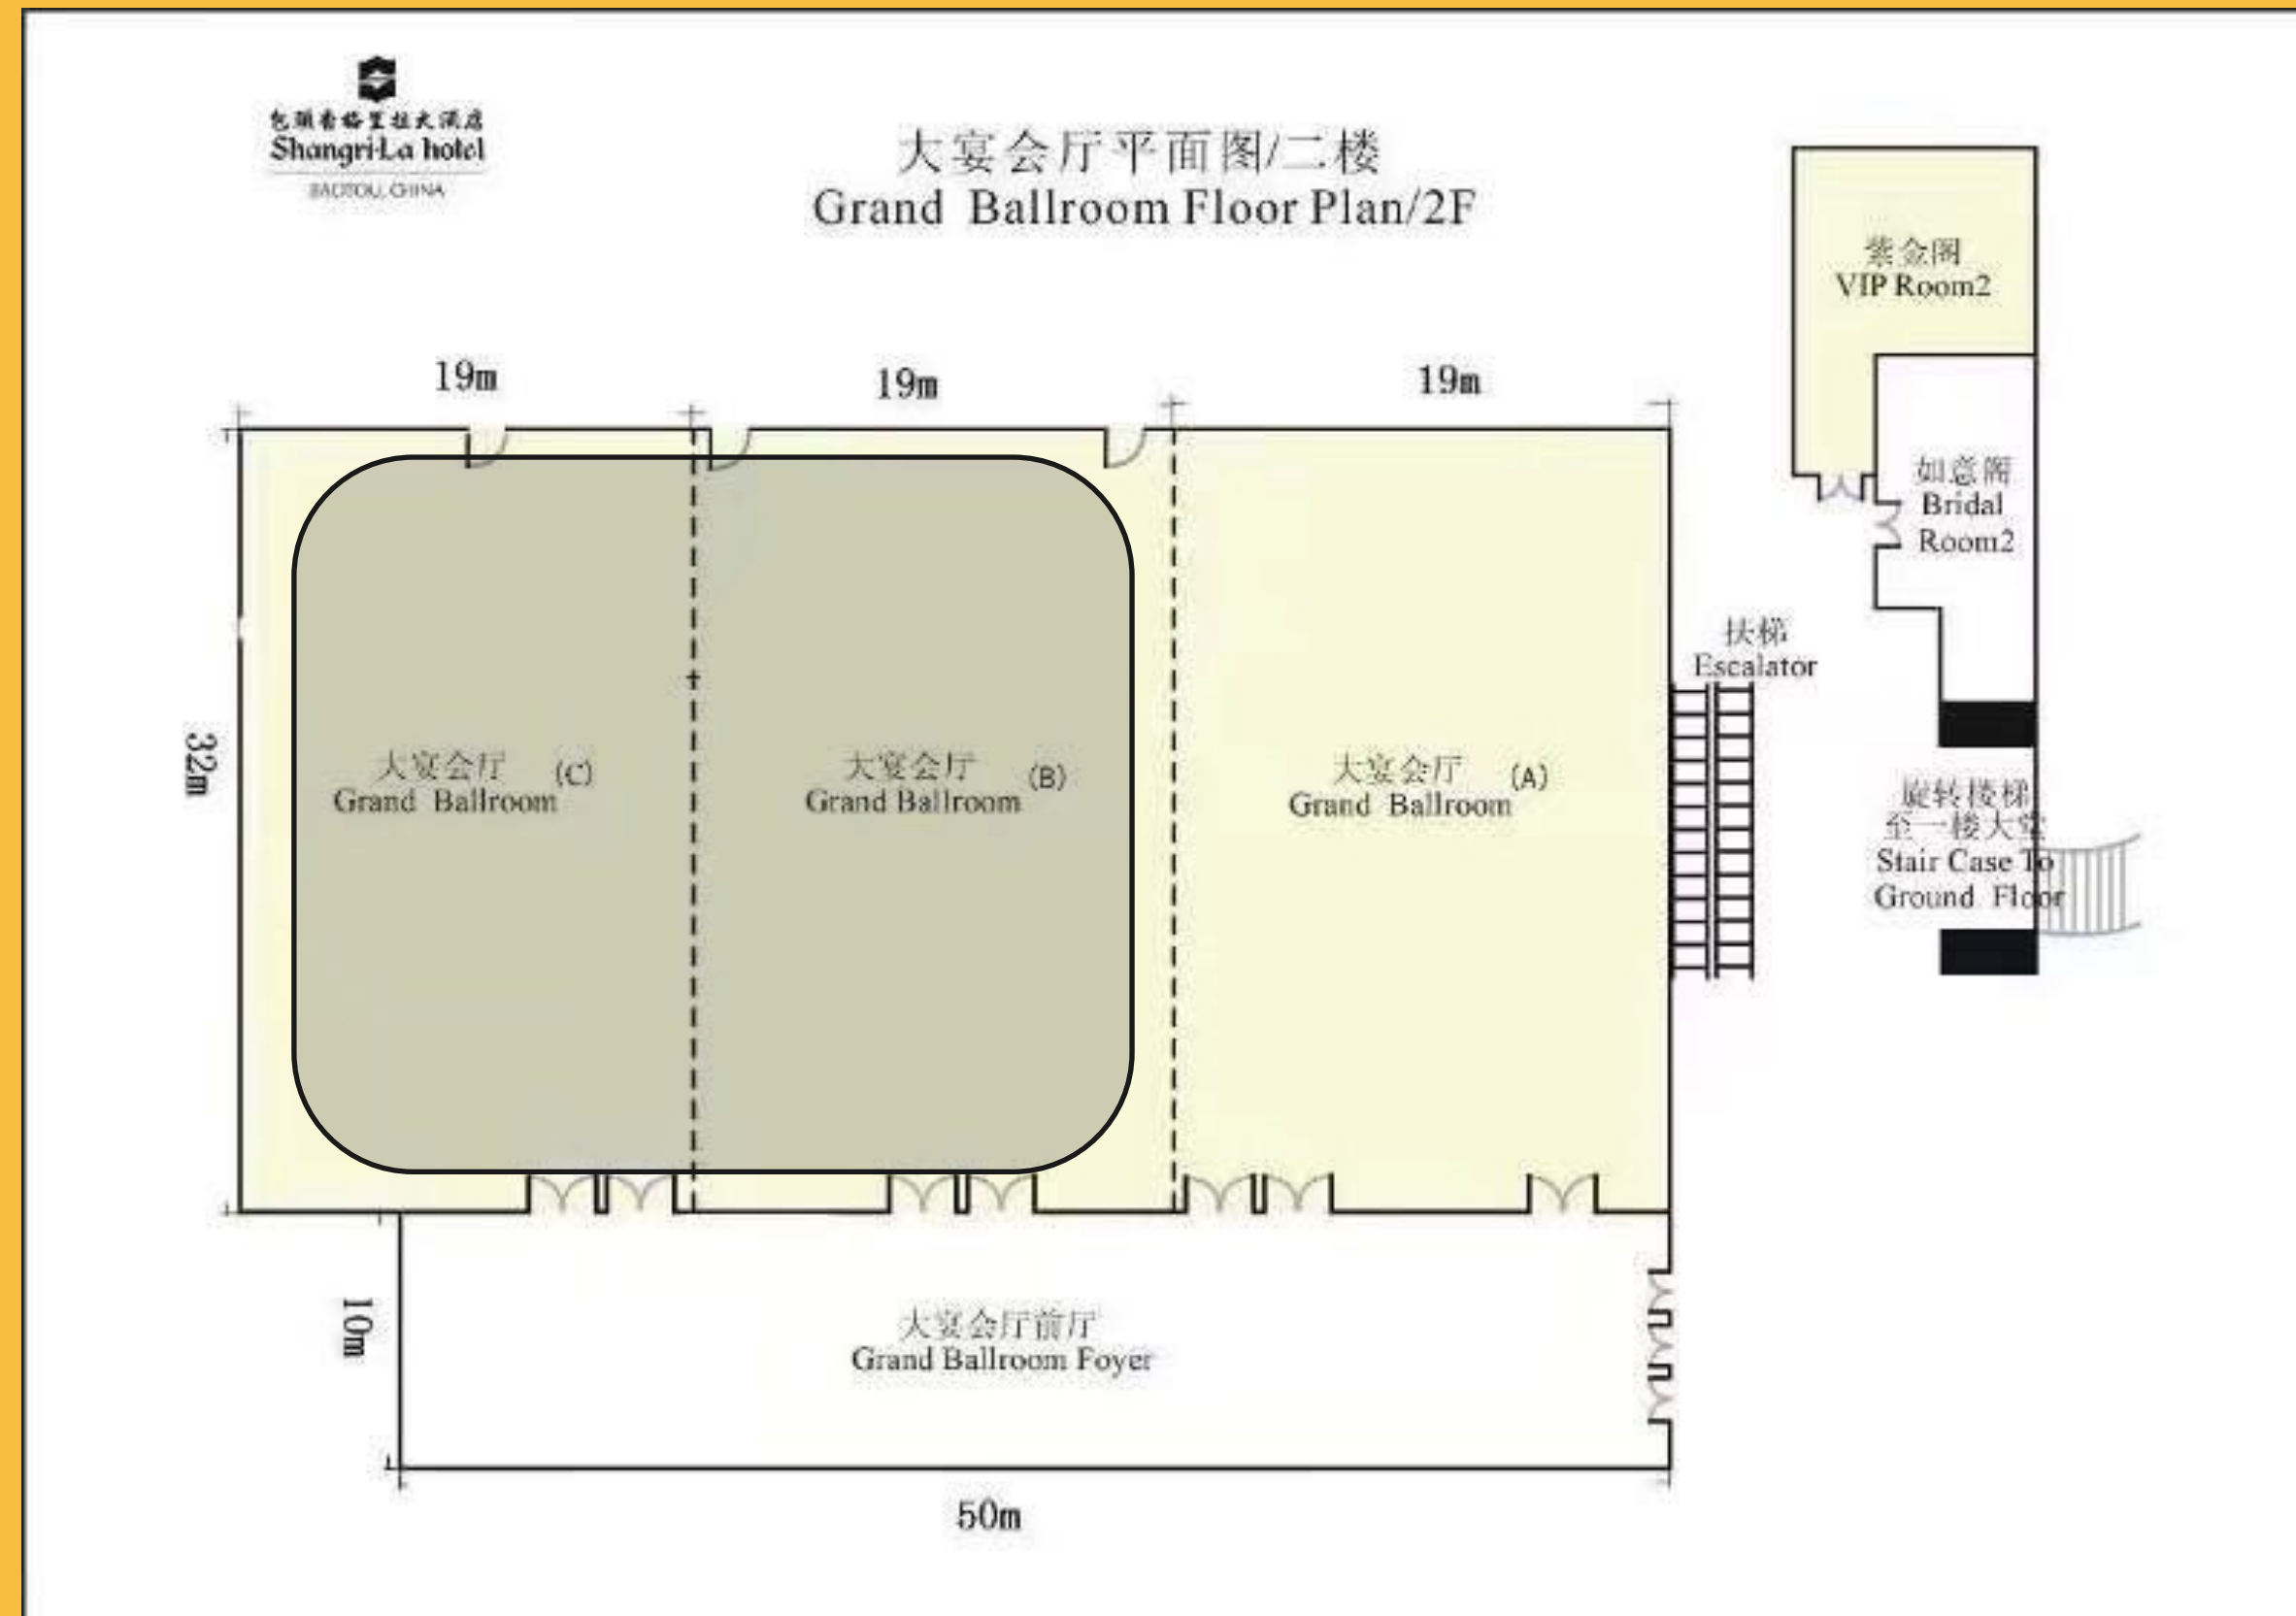 包头香格里拉大酒店
Shangri-La hotel
BAOTOU, CHINA
大宴会厅平面图/二楼
Grand Ballroom Floor Plan/2F
紫金阁
VIP Room2
19m
19m
19m
如意阁
Bridal
Room2
扶梯
Escalator
32m
大宴会厅 (C)
Grand Ballroom
大宴会厅 (B)
Grand Ballroom
大宴会厅 (A)
Grand Ballroom
旋转楼梯
至一楼大堂
Stair Case To
Ground Floor
10m
大宴会厅前厅
Grand Ballroom Foyer
50m